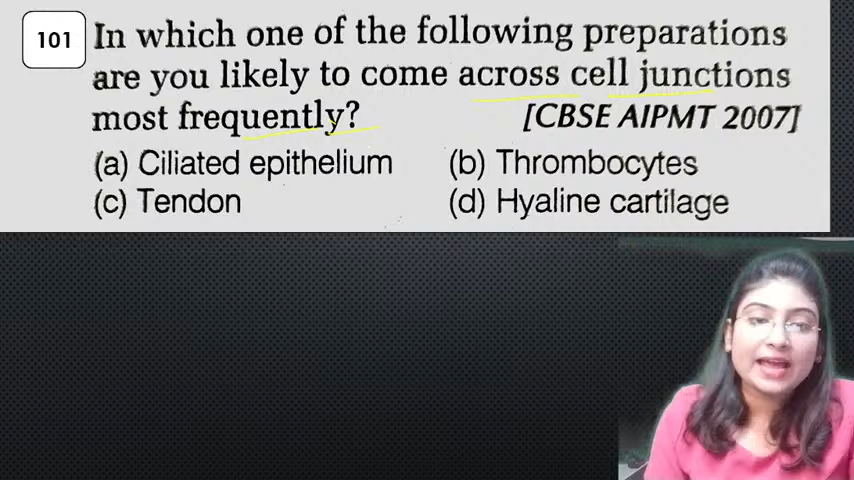 101 In which one of the following preparations
are you likely to come across cell junctions
most frequently? [CBSE AIPMT 2007]
(a) Ciliated epithelium (b) Thrombocytes
(c) Tendon (d) Hyaline cartilage